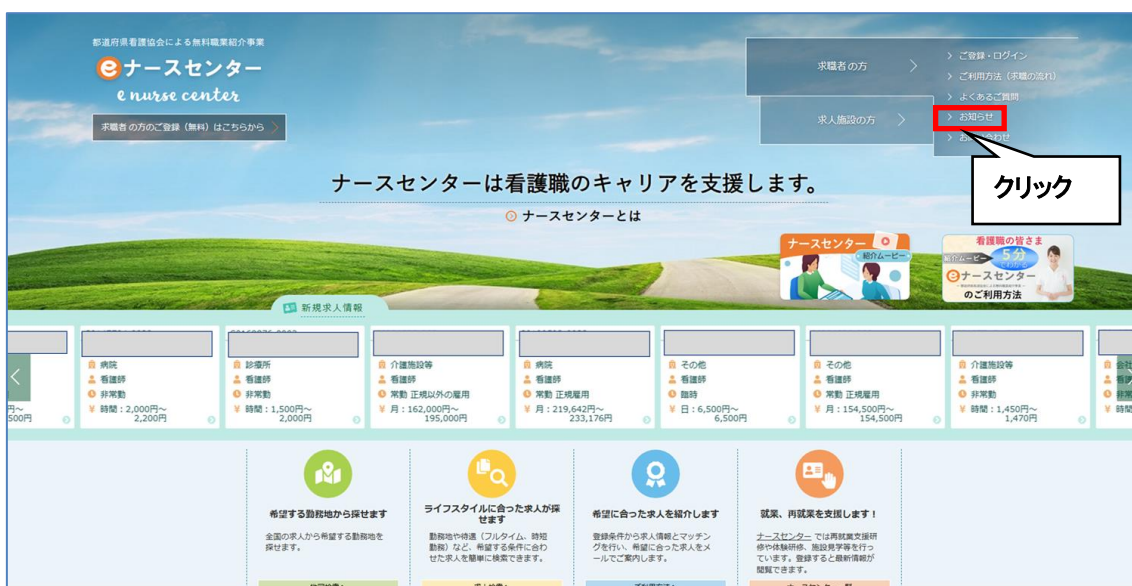 都道府県看護協会による無料職業紹介事業
eナースセンター
e nurse center
求職者の方のご登録（無料）はこちらから
求職者の方
求人施設の方
ご登録・ログイン
ご利用方法（求職の流れ）
よくあるご質問
お知らせ
クリック
ナースセンターは看護職のキャリアを支援します。
ナースセンターとは
ナースセンター
紹介ムービー
看護職の皆さま
紹介ムービー
5分
でわかる
eナースセンター
のご利用方法
新規求人情報
円～
500円
病院
看護師
非常勤
時間：2,000円～
2,200円
診療所
看護師
非常勤
時間：1,500円～
2,000円
介護施設等
看護師
常勤 正規以外の雇用
月：162,000円～
195,000円
病院
看護師
常勤 正規雇用
月：219,642円～
233,176円
その他
看護師
臨時
日：6,500円～
6,500円
その他
看護師
常勤 正規雇用
月：154,500円～
154,500円
介護施設等
看護師
非常勤
時間：1,450円～
1,470円
希望する勤務地から探せます
全国の求人から希望する勤務地を
探せます。
ライフスタイルに合った求人が探
せます
勤務地や待遇（フルタイム、時短
勤務）など、希望する条件に合わ
せた求人を簡単に検索できます。
希望に合った求人を紹介します
登録条件から求人情報とマッチン
グを行い、希望に合った求人をメ
ールでご案内します。
就業、再就業を支援します！
ナースセンター では再就業支援研
修や体験研修、施設見学等を行っ
ています。登録すると最新情報が
閲覧できます。